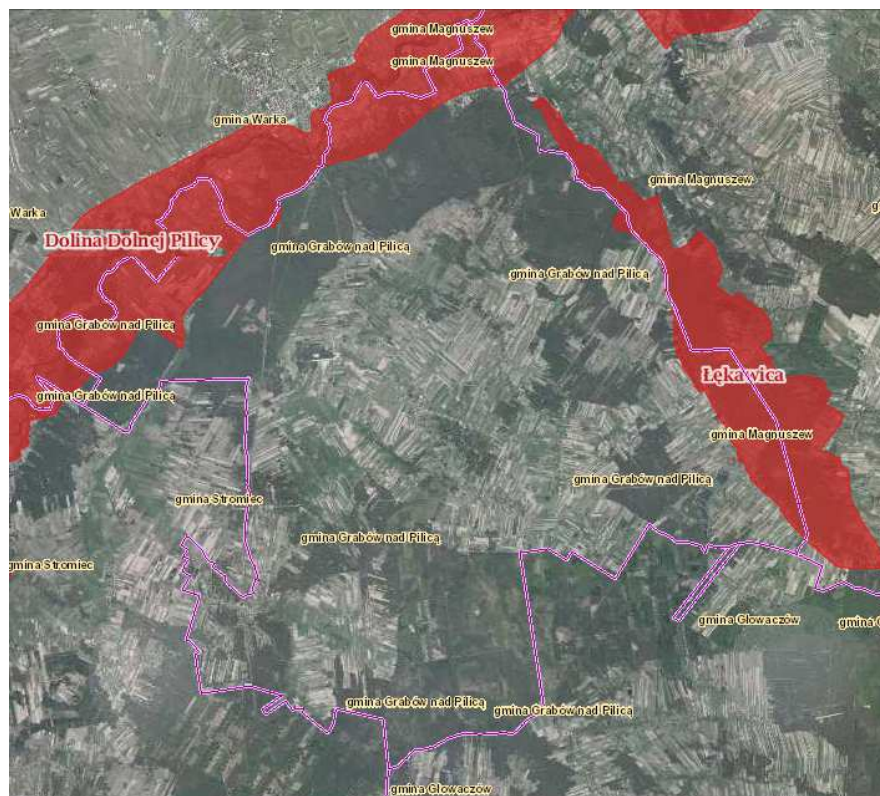 gmina Magnuszew
gmina Magnuszew
gmina Warka
gmina Magnuszew
Warka
Dolina Dolnej Pilicy
gmina Grabów nad Pilicą
gmina Grabów nad Pilicą
gmina Grabów nad Pilicą
Łękawica
gmina Grabów nad Pilicą
gmina Magnuszew
gmina Grabów nad Pilicą
gmina Stromiec
gmina Grabów nad Pilicą
gmina Stromiec
gmina Głowaczów
gmina Grabów nad Pilicą
gmina Grabów nad Pilicą
gmina Głowaczów